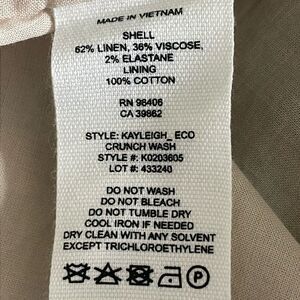 MADE IN VIETNAM
SHELL
62% LINEN, 36% VISCOSE,
2% ELASTANE
LINING
100% COTTON
RN 98406
CA 39862
STYLE: KAYLEIGH_ ECO
CRUNCH WASH
STYLE #: K0203605
LOT #: 433240
DO NOT WASH
DO NOT BLEACH
DO NOT TUMBLE DRY
COOL IRON IF NEEDED
DRY CLEAN WITH ANY SOLVENT
EXCEPT TRICHLOROETHYLENE
P